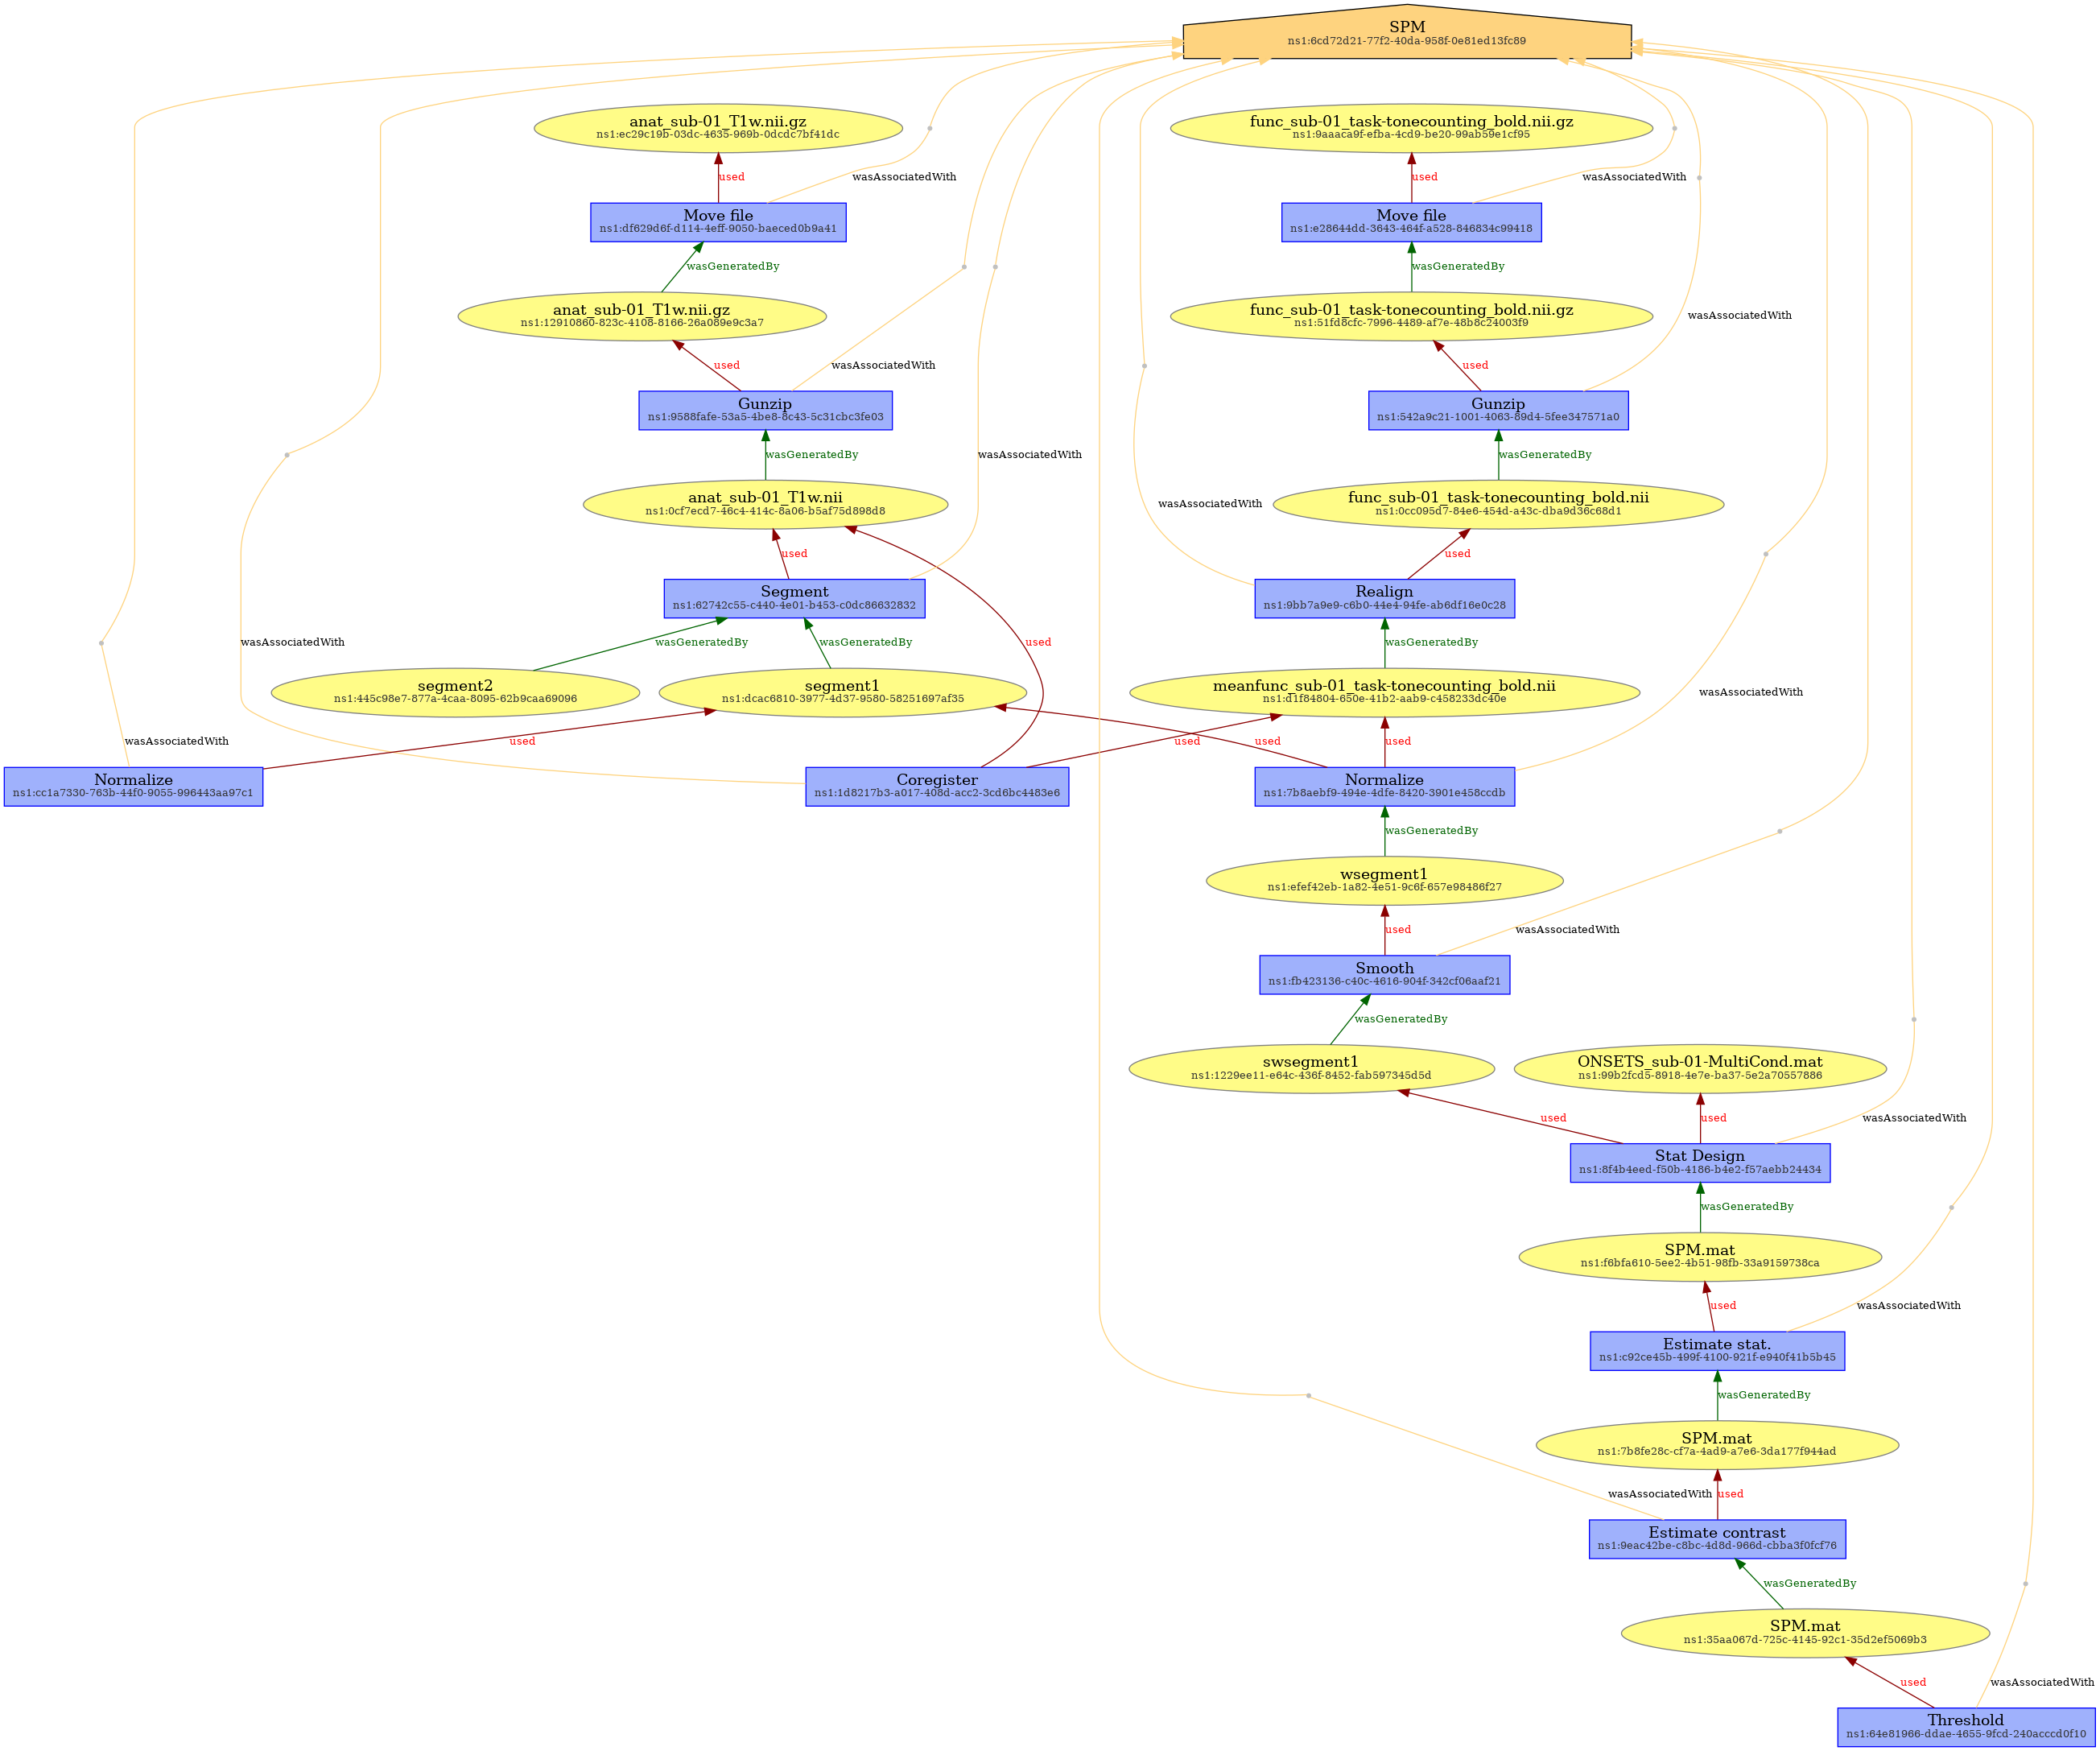 SPM
ns1:6cd72d21-77f2-40da-958f-0e81ed13fc89
anat_sub-01_T1w.nii.gz
ns1:ec29c19b-03dc-4635-969b-0dcdc7bf41dc
func_sub-01_task-tonecounting_bold.nii.gz
ns1:9aaaca9f-efba-4cd9-be20-99ab59e1cf95
used
wasAssociatedWith
used
wasAssociatedWith
Move file
ns1:df629d6f-d114-4eff-9050-baeced0b9a41
Move file
ns1:e28644dd-3643-464f-a528-846834c99418
wasGeneratedBy
wasGeneratedBy
anat_sub-01_T1w.nii.gz
ns1:12910860-823c-4108-8166-26a089e9c3a7
func_sub-01_task-tonecounting_bold.nii.gz
ns1:51fd8cfc-7996-4489-af7e-48b8c24003f9
wasAssociatedWith
used
wasAssociatedWith
used
Gunzip
ns1:9588fafe-53a5-4be8-8c43-5c31cbc3fe03
Gunzip
ns1:542a9c21-1001-4063-89d4-5fee347571a0
wasGeneratedBy
wasAssociatedWith
wasGeneratedBy
anat_sub-01_T1w.nii
ns1:0cf7ecd7-46c4-414c-8a06-b5af75d898d8
func_sub-01_task-tonecounting_bold.nii
ns1:0cc095d7-84e6-454d-a43c-dba9d36c68d1
wasAssociatedWith
used
used
Segment
ns1:62742c55-c440-4e01-b453-c0dc86632832
Realign
ns1:9bb7a9e9-c6b0-44e4-94fe-ab6df16e0c28
wasAssociatedWith
wasGeneratedBy
wasGeneratedBy
used
wasGeneratedBy
segment2
ns1:445c98e7-877a-4caa-8095-62b9caa69096
segment1
ns1:dcac6810-3977-4d37-9580-58251697af35
meanfunc_sub-01_task-tonecounting_bold.nii
ns1:d1f84804-650e-41b2-aab9-c458233dc40e
wasAssociatedWith
wasAssociatedWith
used
used
used
used
Normalize
ns1:cc1a7330-763b-44f0-9055-996443aa97c1
Coregister
ns1:1d8217b3-a017-408d-acc2-3cd6bc4483e6
Normalize
ns1:7b8aebf9-494e-4dfe-8420-3901e458ccdb
wasGeneratedBy
wsegment1
ns1:efef42eb-1a82-4e51-9c6f-657e98486f27
used
wasAssociatedWith
Smooth
ns1:fb423136-c40c-4616-904f-342cf06aaf21
wasGeneratedBy
swsegment1
ns1:1229ee11-e64c-436f-8452-fab597345d5d
ONSETS_sub-01-MultiCond.mat
ns1:99b2fcd5-8918-4e7e-ba37-5e2a70557886
used
used
wasAssociatedWith
Stat Design
ns1:8f4b4eed-f50b-4186-b4e2-f57aebb24434
wasGeneratedBy
SPM.mat
ns1:f6bfa610-5ee2-4b51-98fb-33a9159738ca
used
wasAssociatedWith
Estimate stat.
ns1:c92ce45b-499f-4100-921f-e940f41b5b45
wasGeneratedBy
SPM.mat
ns1:7b8fe28c-cf7a-4ad9-a7e6-3da177f944ad
wasAssociatedWith
used
Estimate contrast
ns1:9eac42be-c8bc-4d8d-966d-cbba3f0fcf76
wasGeneratedBy
SPM.mat
ns1:35aa067d-725c-4145-92c1-35d2ef5069b3
used
wasAssociatedWith
Threshold
ns1:64e81966-ddae-4655-9fcd-240acccd0f10